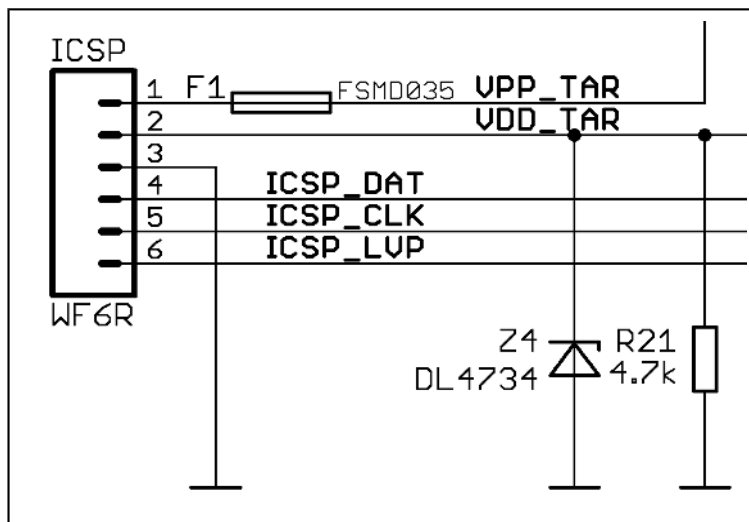 ICSP
1 F1 FSMD035 VPP_TAR
2 VDD_TAR
3
4 ICSP_DAT
5 ICSP_CLK
6 ICSP_LVP
WF6R
Z4 R21
DL4734 4.7k